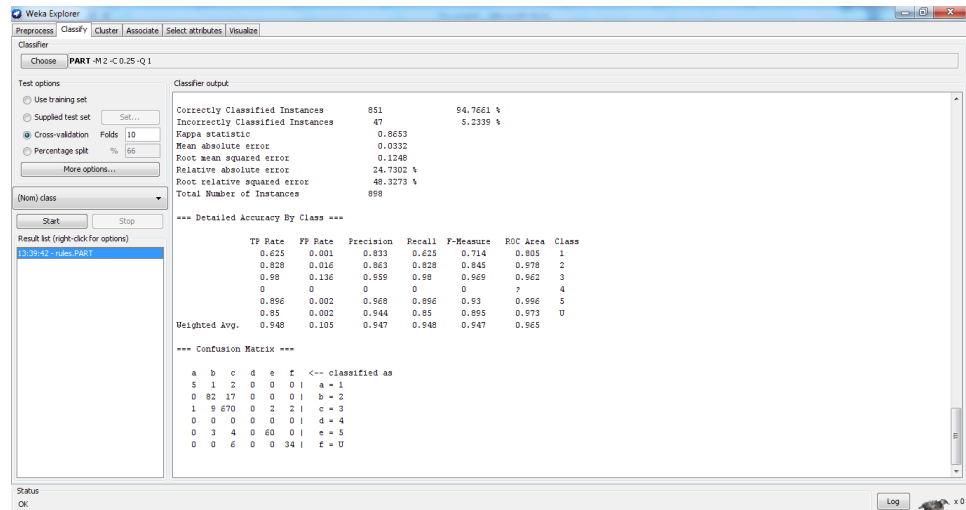 Weka Explorer
Preprocess Classify Cluster Associate Select attributes Visualize
Classifier
Choose PART -M 2 -C 0.25 -Q 1
Test options
Use training set
Supplied test set Set...
Cross-validation Folds 10
Percentage split % 66
More options...
(Nom) class
Start Stop
Result list (right-click for options)
13:39:42 - rules.PART
Classifier output
Correctly Classified Instances 851 94.7661 %
Incorrectly Classified Instances 47 5.2339 %
Kappa statistic 0.8653
Mean absolute error 0.0332
Root mean squared error 0.1248
Relative absolute error 24.7302 %
Root relative squared error 48.3273 %
Total Number of Instances 898
=== Detailed Accuracy By Class ===
TP Rate FP Rate Precision Recall F-Measure ROC Area Class
0.625 0.001 0.833 0.625 0.714 0.805 1
0.828 0.016 0.863 0.828 0.845 0.978 2
0.98 0.136 0.959 0.98 0.969 0.962 3
0 0 0 0 0 ? 4
0.896 0.002 0.968 0.896 0.93 0.996 5
0.85 0.002 0.944 0.85 0.895 0.973 U
Weighted Avg. 0.948 0.105 0.947 0.948 0.947 0.965
=== Confusion Matrix ===
a b c d e f <-- classified as
5 1 2 0 0 0 | a = 1
0 82 17 0 0 0 | b = 2
1 9 670 0 2 2 | c = 3
0 0 0 0 0 0 | d = 4
0 3 4 0 60 0 | e = 5
0 0 6 0 0 34 | f = U
Status
OK
Log x 0